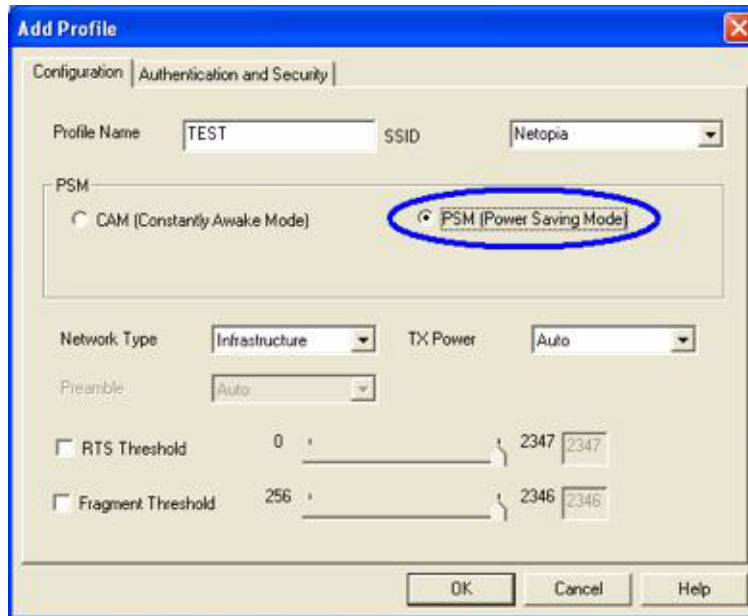 Add Profile
Configuration Authentication and Security
Profile Name TEST SSID Netopia
PSM
CAM (Constantly Awake Mode) PSM (Power Saving Mode)
Network Type Infrastructure TX Power Auto
Preamble Auto
RTS Threshold 0 2347 2347
Fragment Threshold 256 2346 2346
OK Cancel Help